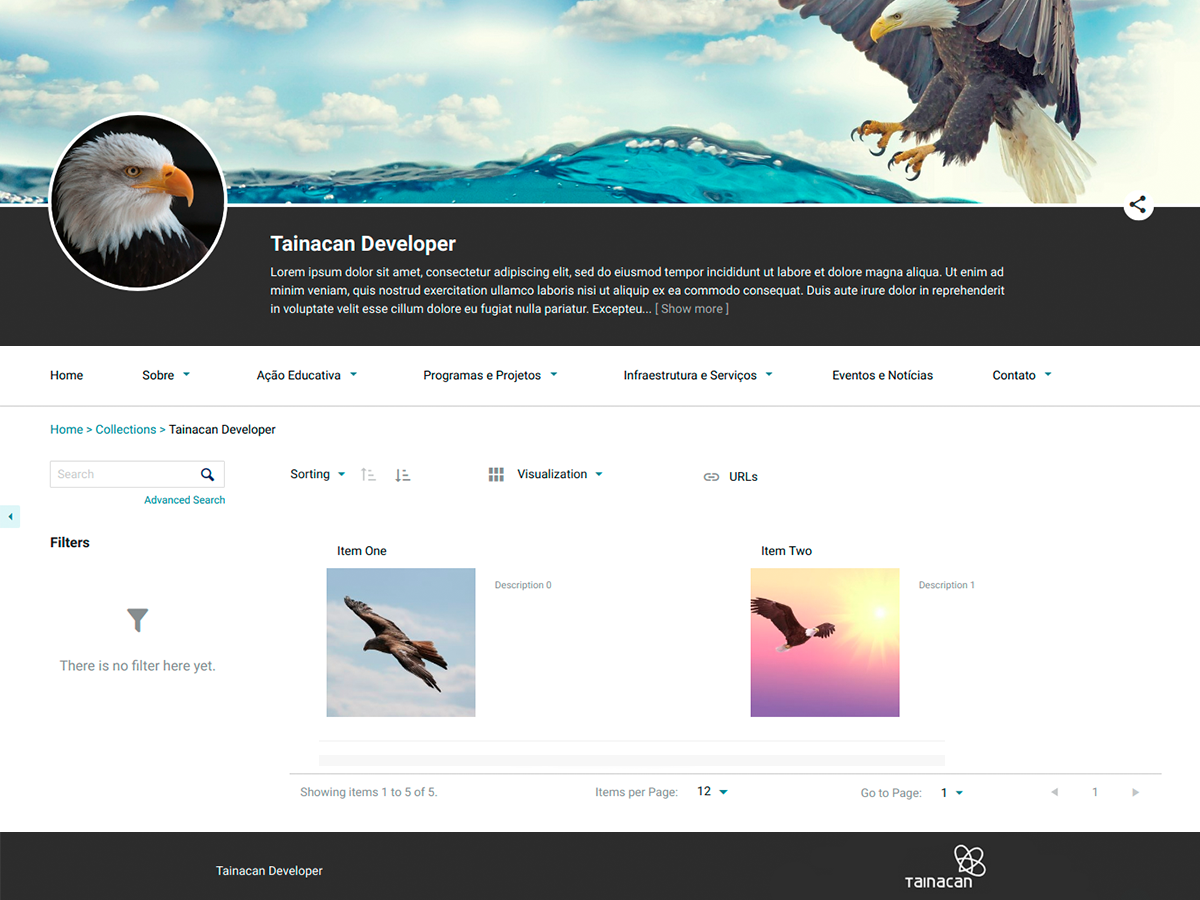 Tainacan Developer
Lorem ipsum dolor sit amet, consectetur adipiscing elit, sed do eiusmod tempor incididunt ut labore et dolore magna aliqua. Ut enim ad
minim veniam, quis nostrud exercitation ullamco laboris nisi ut aliquip ex ea commodo consequat. Duis aute irure dolor in reprehenderit
in voluptate velit esse cillum dolore eu fugiat nulla pariatur. Excepteu... [ Show more ]
Home Sobre Ação Educativa Programas e Projetos Infraestrutura e Serviços Eventos e Notícias Contato
Home > Collections > Tainacan Developer
Search Sorting Visualization URLs
Advanced Search
Filters
Item One Item Two
Description 0 Description 1
There is no filter here yet.
Showing items 1 to 5 of 5. Items per Page: 12 Go to Page: 1 1
Tainacan Developer TAINACAN